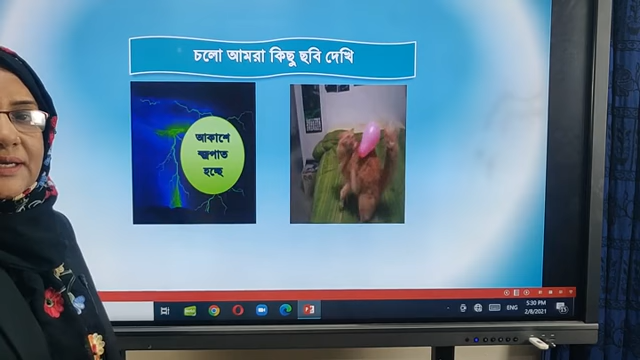 চলো আমরা কিছু ছবি দেখি
আকাশে
বজ্রপাত
হচ্ছে
ENG
5:30 PM
2/8/2021